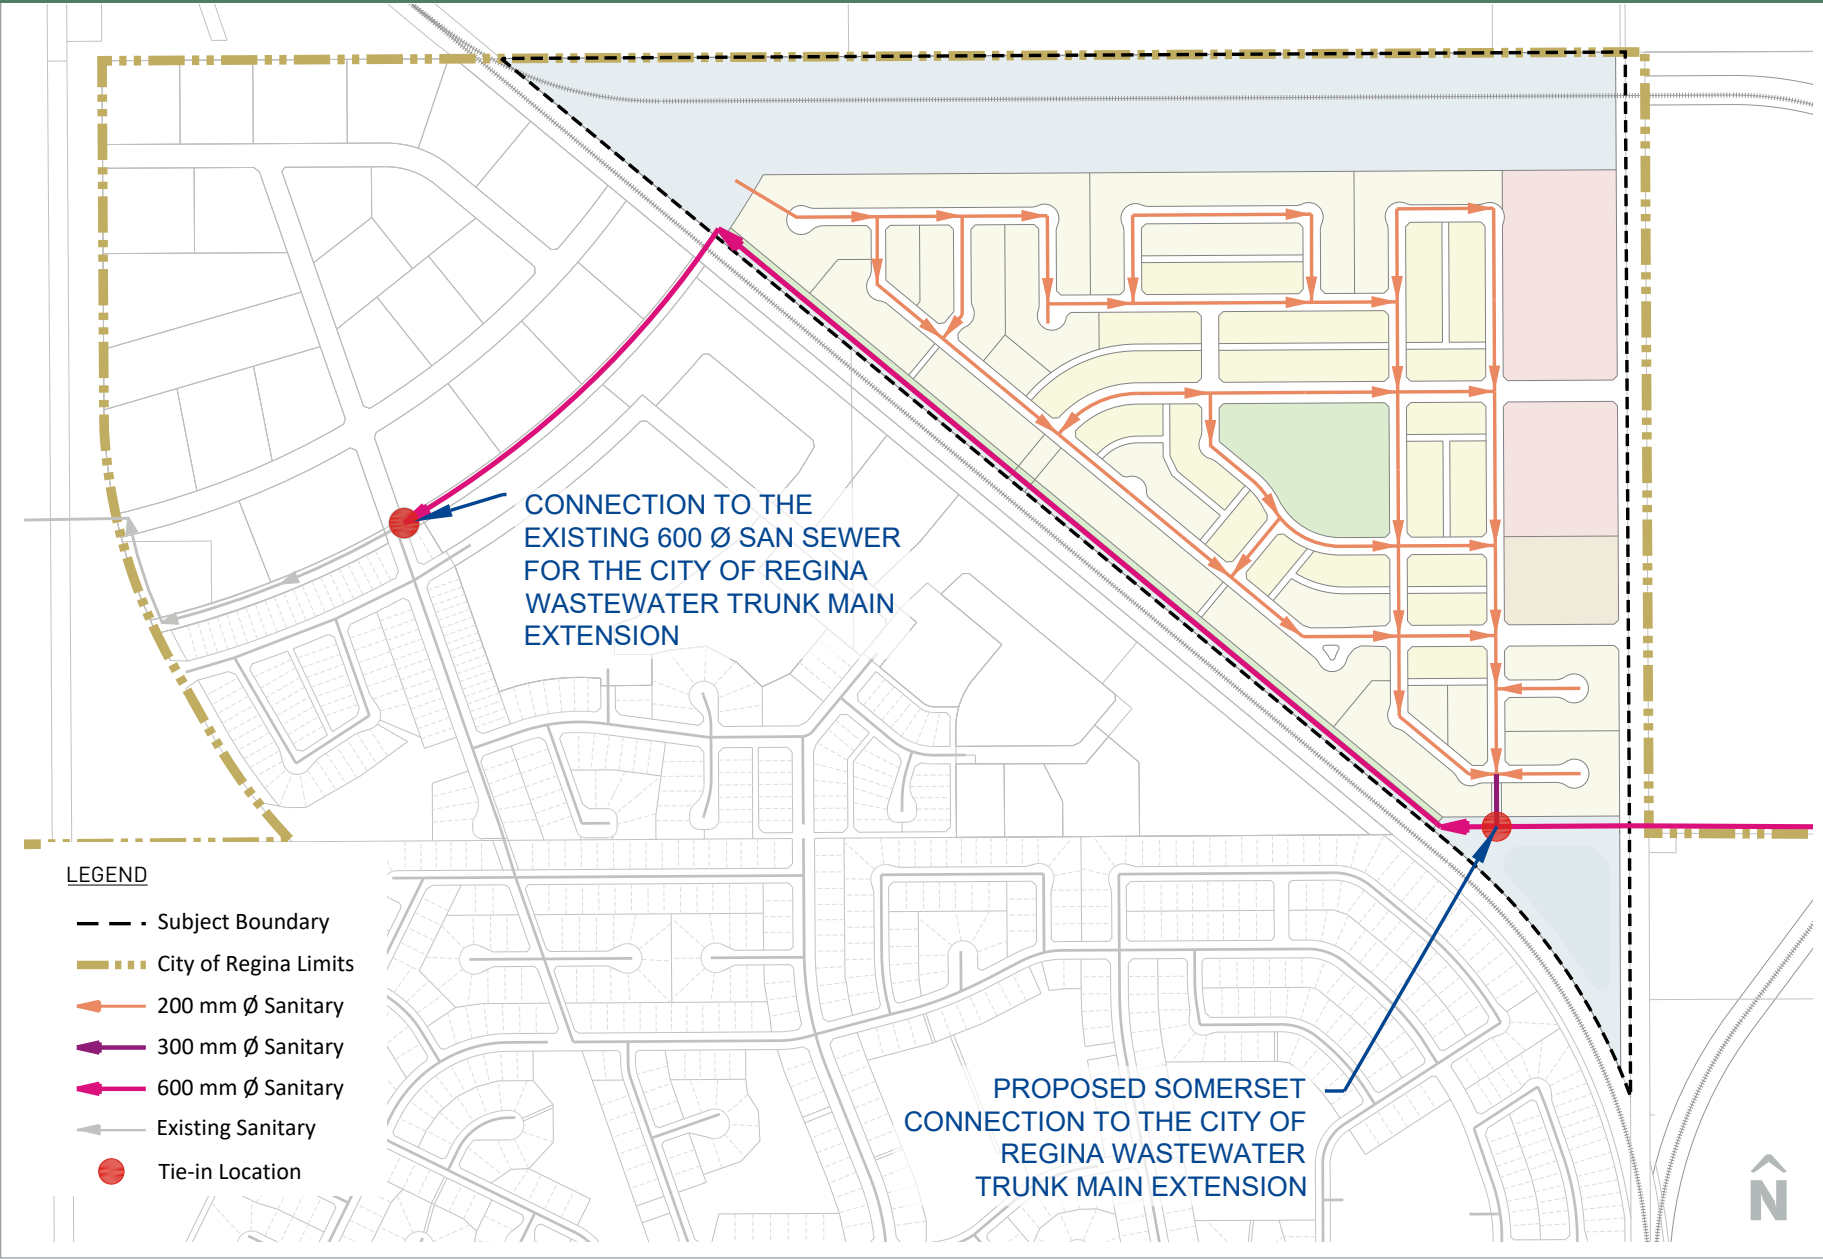 CONNECTION TO THE
EXISTING 600 Ø SAN SEWER
FOR THE CITY OF REGINA
WASTEWATER TRUNK MAIN
EXTENSION
LEGEND
Subject Boundary
City of Regina Limits
200 mm Ø Sanitary
300 mm Ø Sanitary
600 mm Ø Sanitary
Existing Sanitary
Tie-in Location
PROPOSED SOMERSET
CONNECTION TO THE CITY OF
REGINA WASTEWATER
TRUNK MAIN EXTENSION
N